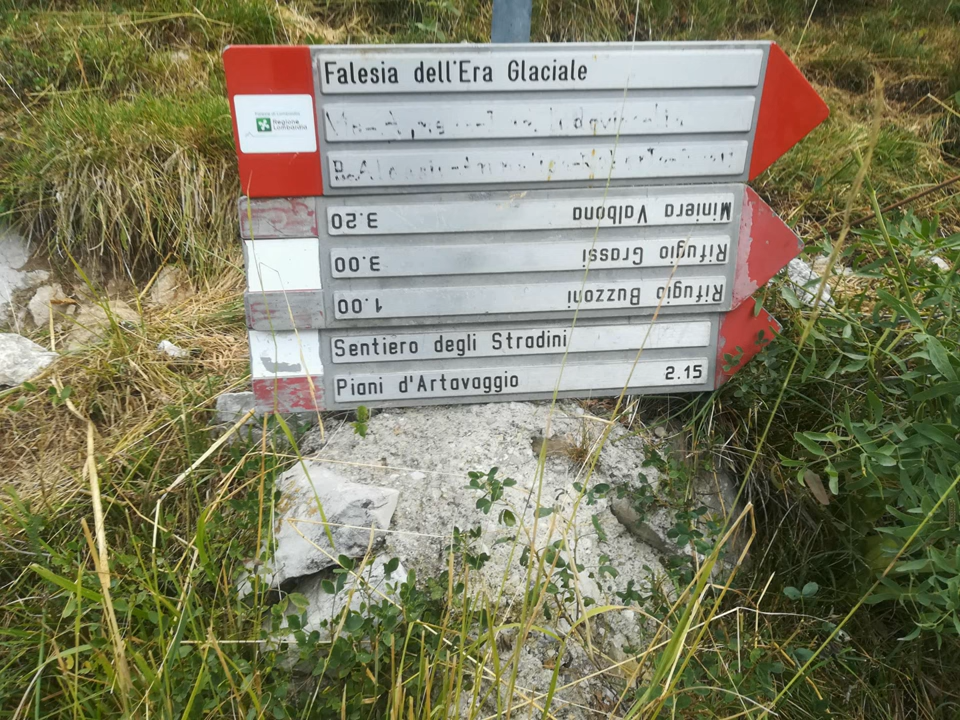 Falesia dell'Era Glaciale
Regione
Lombardia
Rifugio Buzzoni 1.00
Rifugio Grassi 3.00
Miniera Valbona 3.20
Sentiero degli Stradini
Piani d'Artavaggio 2.15